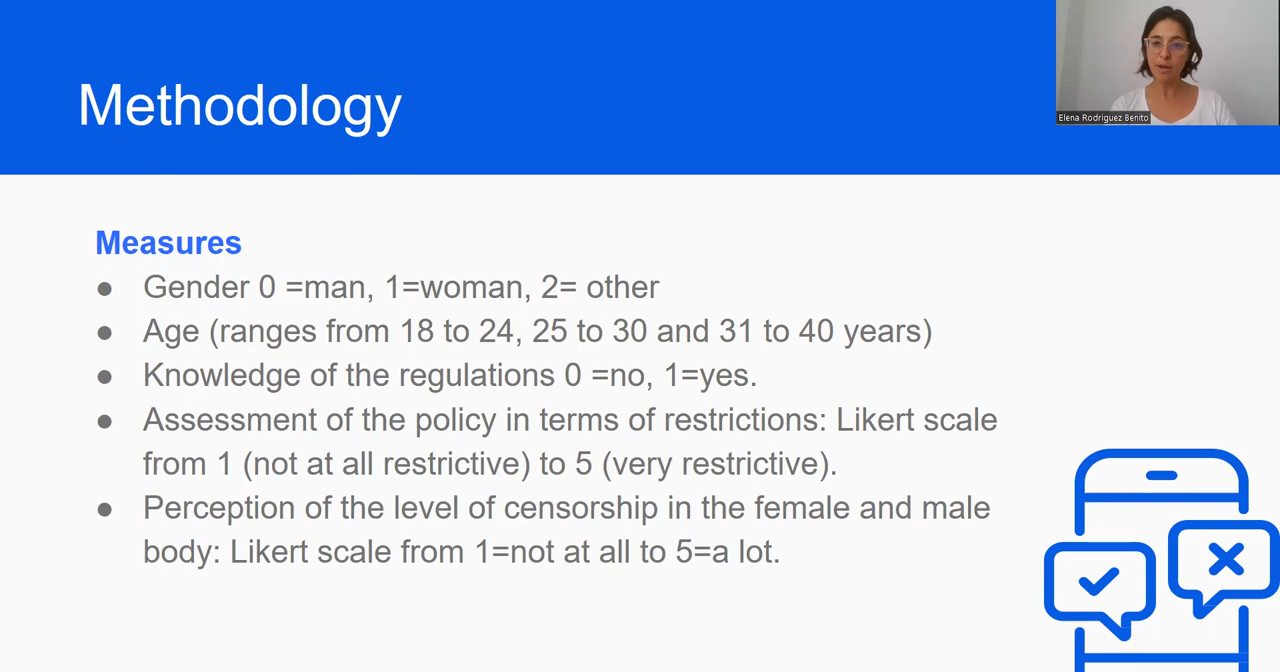 Methodology
Elena Rodriguez Benito
Measures
● Gender 0 =man, 1=woman, 2= other
● Age (ranges from 18 to 24, 25 to 30 and 31 to 40 years)
● Knowledge of the regulations 0 =no, 1=yes.
● Assessment of the policy in terms of restrictions: Likert scale
from 1 (not at all restrictive) to 5 (very restrictive).
● Perception of the level of censorship in the female and male
body: Likert scale from 1=not at all to 5=a lot.